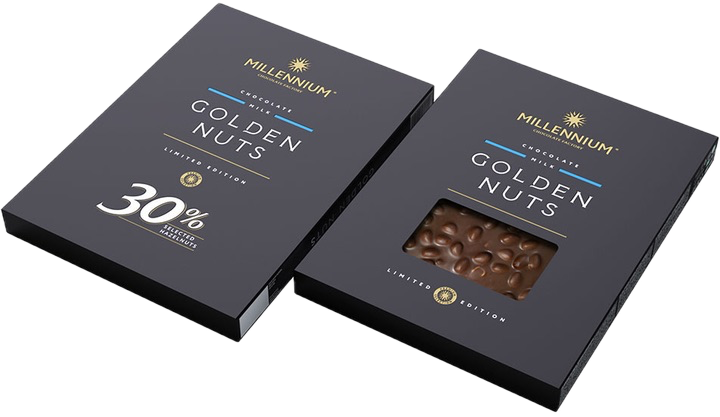 MILLENNIUM®
CHOCOLATE FACTORY
CHOCOLATE
MILK
GOLDEN
NUTS
LIMITED EDITION
30%
SELECTED
HAZELNUTS
MILLENNIUM®
CHOCOLATE FACTORY
CHOCOLATE
MILK
GOLDEN
NUTS
LIMITED EDITION